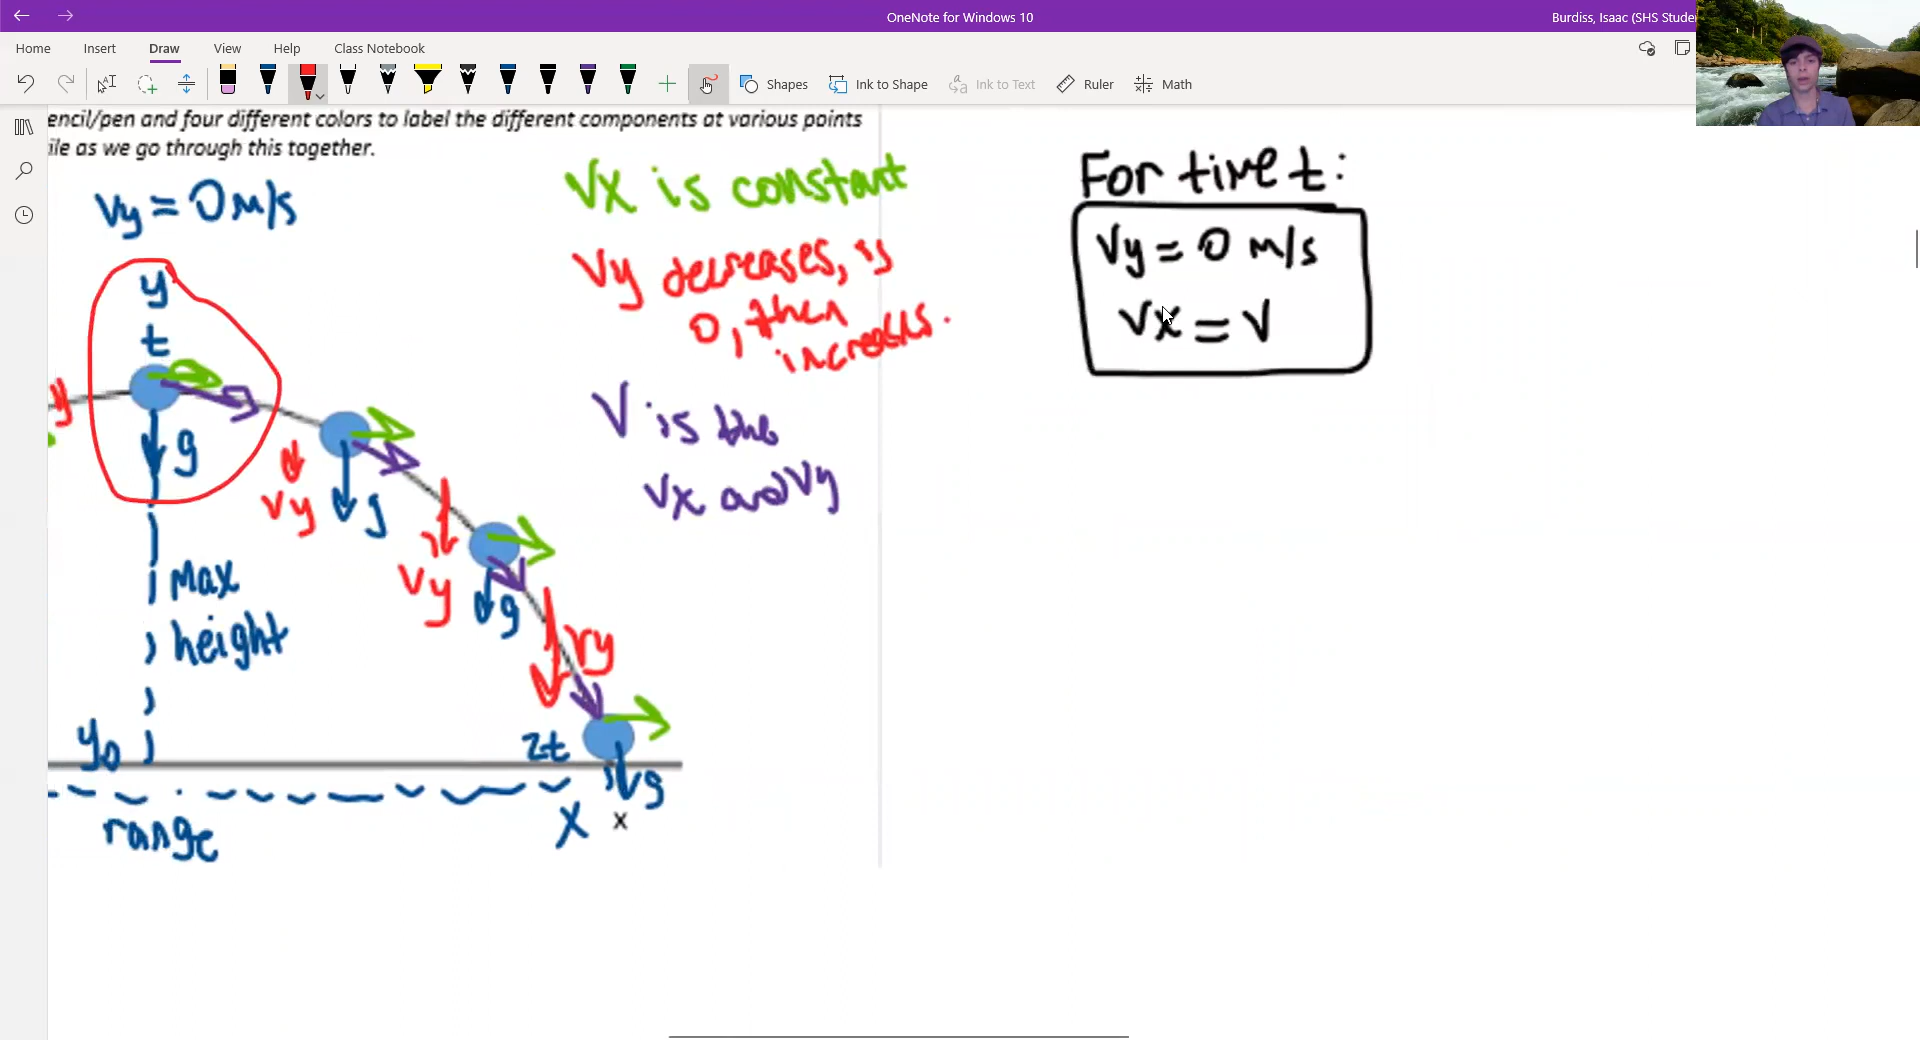 OneNote for Windows 10
Burdiss, Isaac (SHS Studer
Home Insert Draw View Help Class Notebook
Shapes Ink to Shape Ink to Text Ruler Math
encil/pen and four different colors to label the different components at various points
ile as we go through this together.
Vy = 0 m/s
Vx is constant
Vy decreases, is
0, then
increases.
V is the
Vx and Vy
For time t:
Vy = 0 m/s
Vx = V
y
t
y
g
Vy
g
Vy
g
Vy
Max
height
y0
2t
g
range
X
x